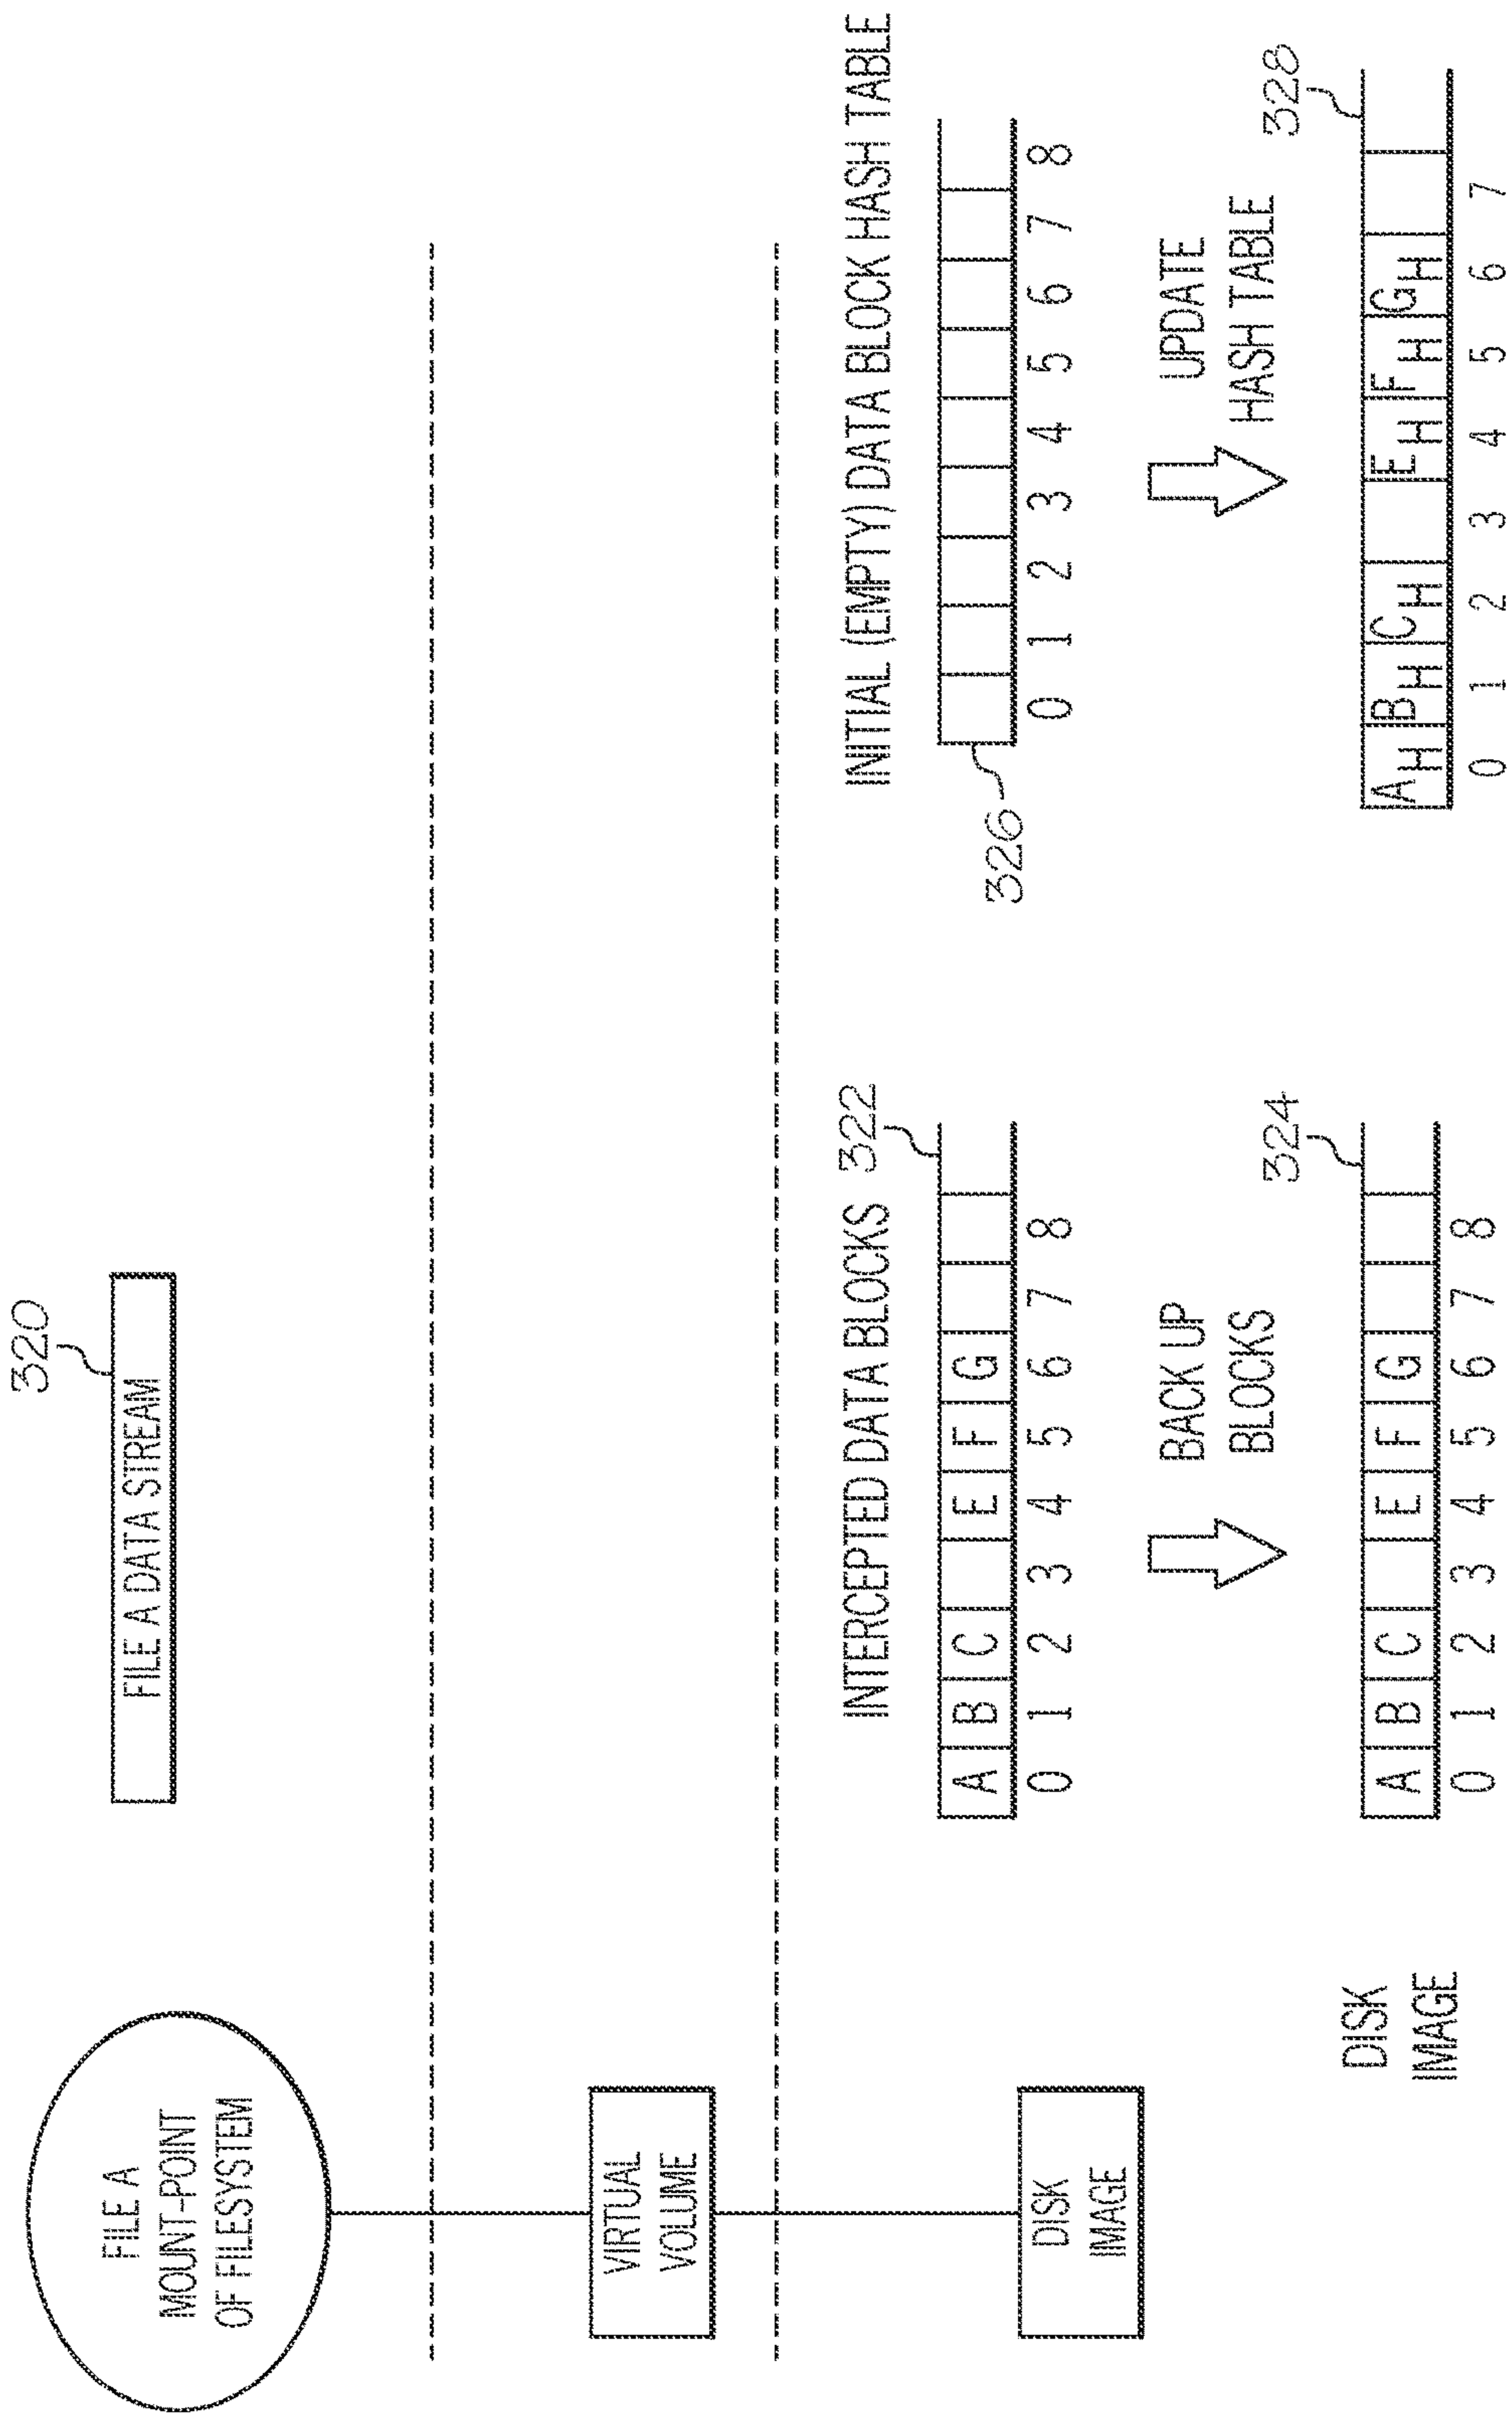 FILE A
MOUNT-POINT
OF FILESYSTEM
320
FILE A DATA STREAM
VIRTUAL
VOLUME
DISK
IMAGE
INTERCEPTED DATA BLOCKS 322
A B C E F G
0 1 2 3 4 5 6 7 8
BACK UP
BLOCKS
DISK
IMAGE
324
A B C E F G
0 1 2 3 4 5 6 7 8
INITIAL (EMPTY) DATA BLOCK HASH TABLE
326
0 1 2 3 4 5 6 7 8
UPDATE
HASH TABLE
328
AH BH CH EH FH GH
0 1 2 3 4 5 6 7